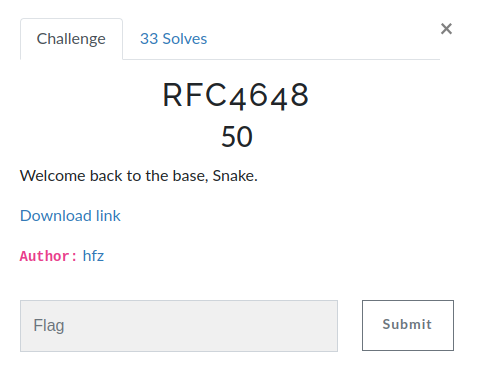 Challenge 33 Solves ×
RFC4648
50
Welcome back to the base, Snake.
Download link
Author: hfz
Flag Submit